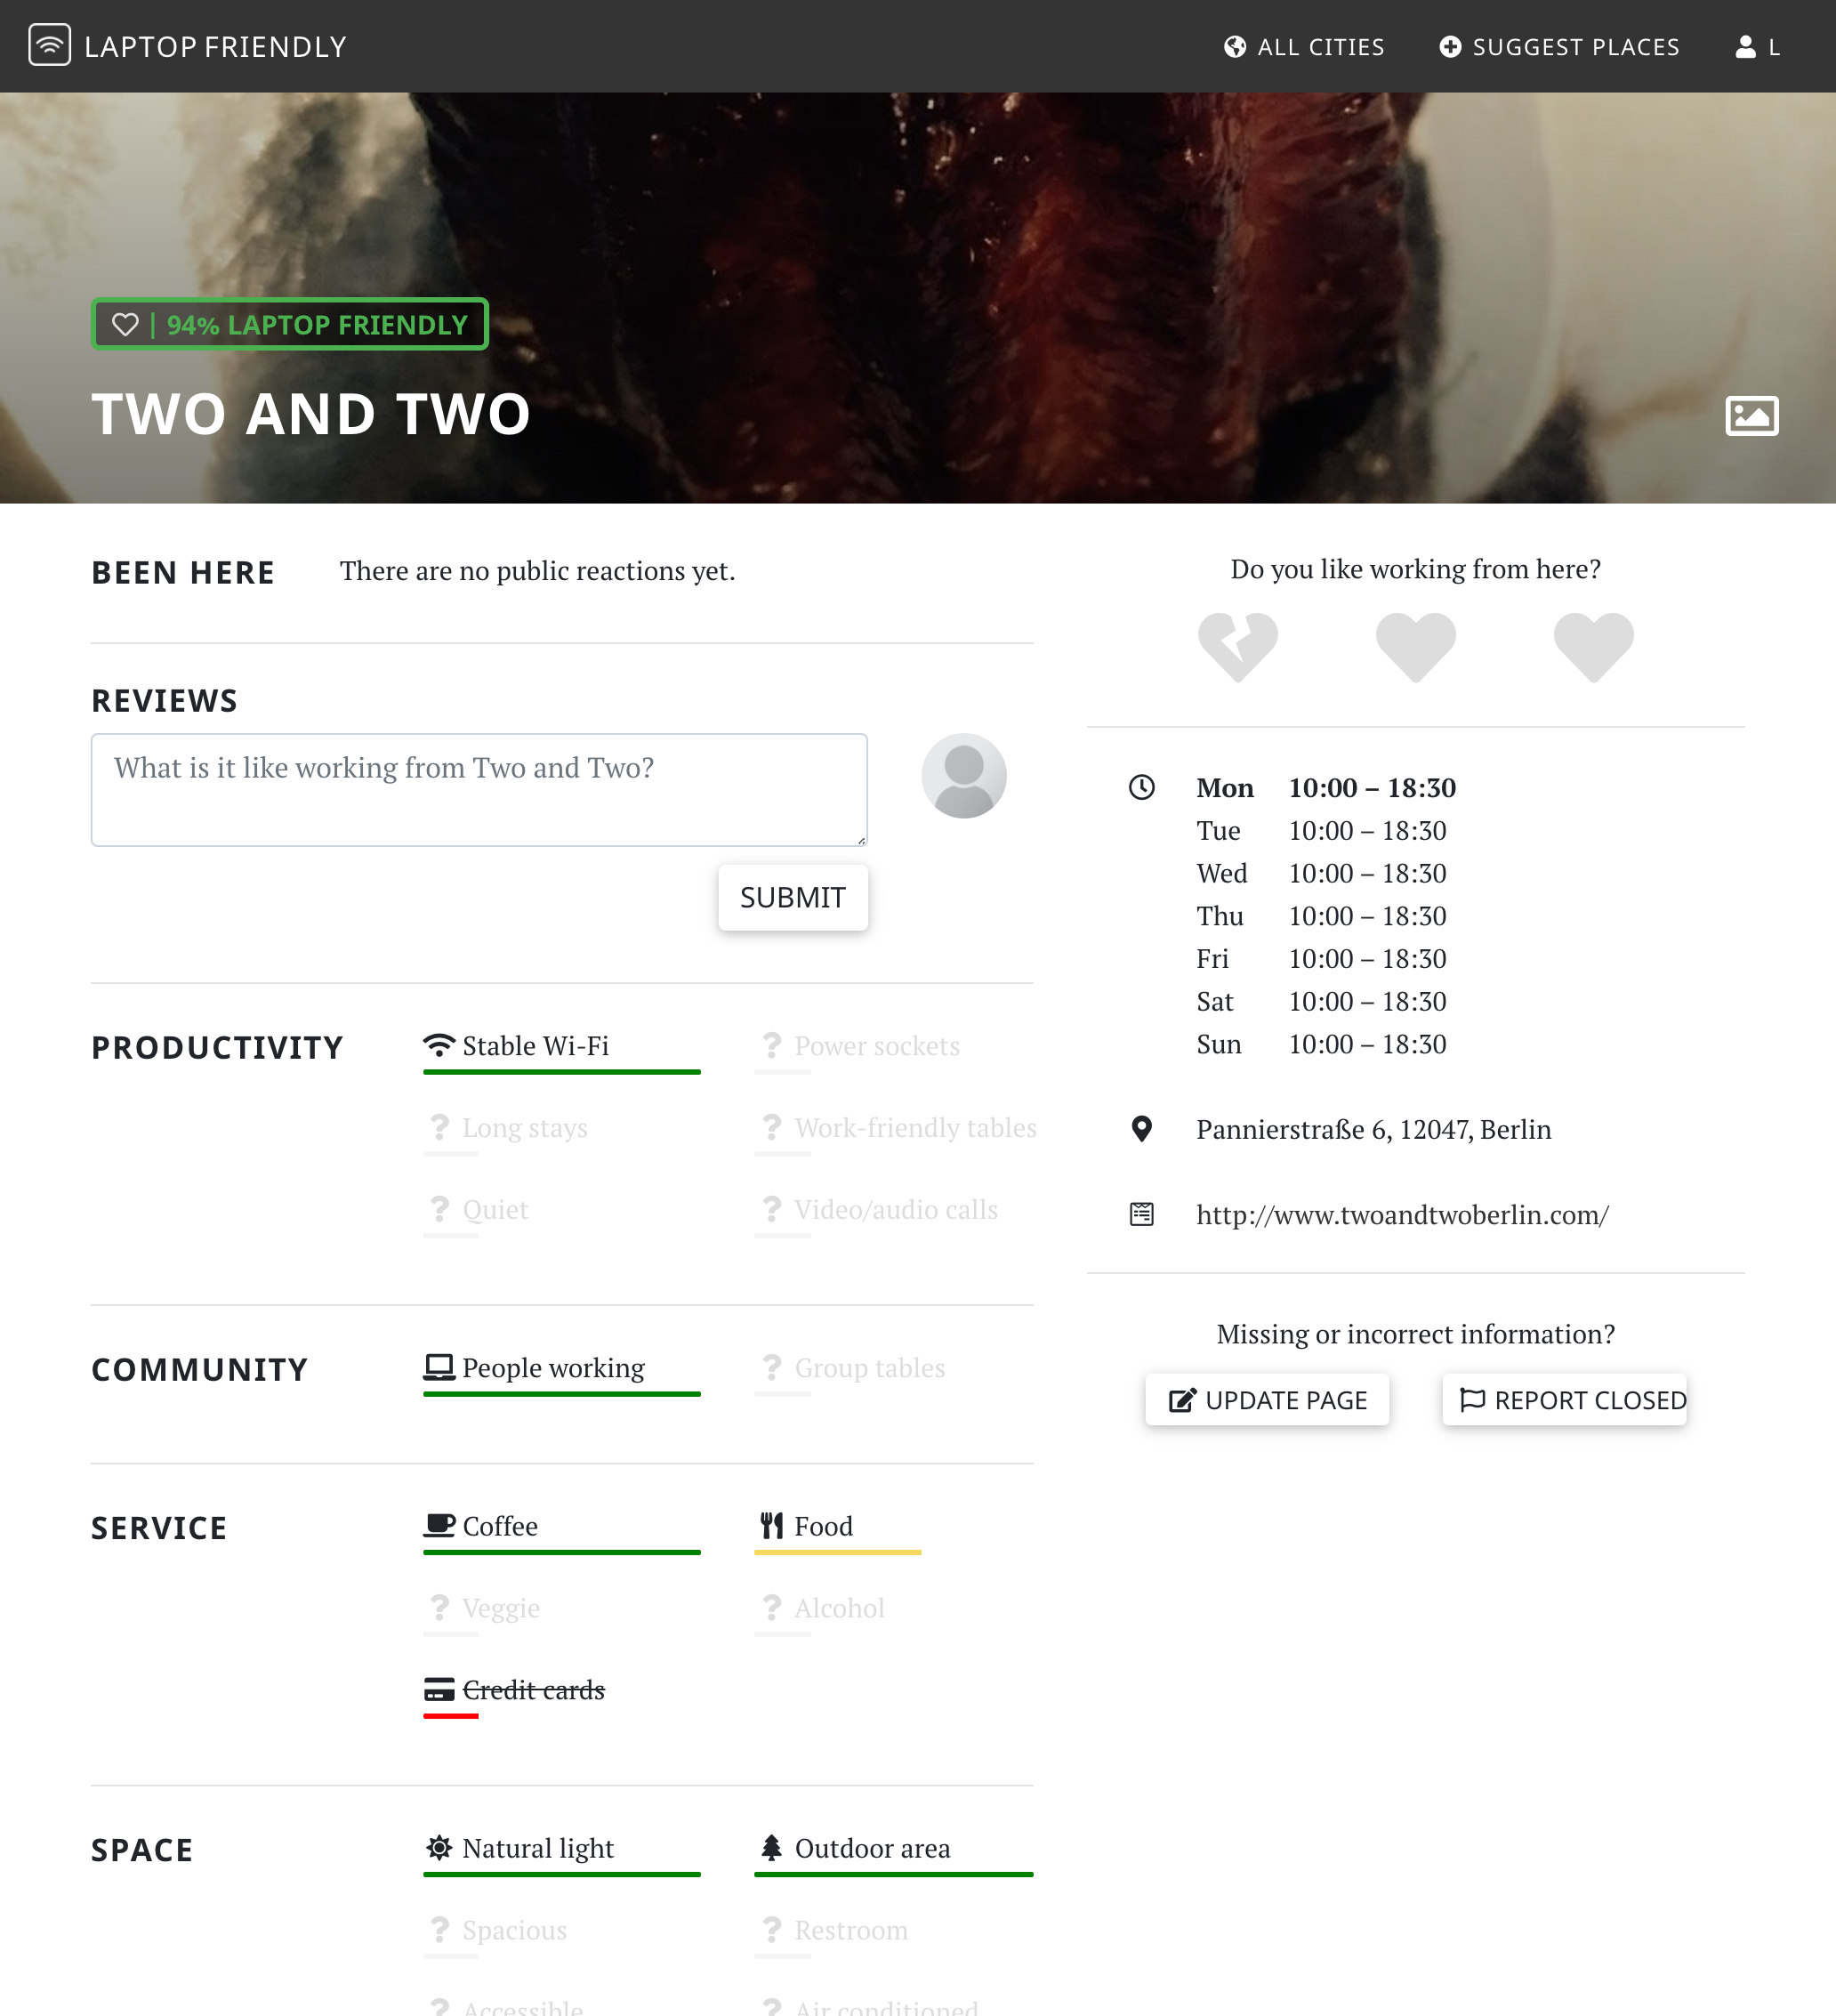 LAPTOP FRIENDLY
ALL CITIES
SUGGEST PLACES
L
| 94% LAPTOP FRIENDLY
TWO AND TWO
BEEN HERE
There are no public reactions yet.
REVIEWS
What is it like working from Two and Two?
SUBMIT
PRODUCTIVITY
Stable Wi-Fi
? Power sockets
? Long stays
? Work-friendly tables
? Quiet
? Video/audio calls
COMMUNITY
People working
? Group tables
SERVICE
Coffee
Food
? Veggie
? Alcohol
Credit cards
SPACE
Natural light
Outdoor area
? Spacious
? Restroom
? Accessible
? Air conditioned
Do you like working from here?
Mon 10:00 – 18:30
Tue 10:00 – 18:30
Wed 10:00 – 18:30
Thu 10:00 – 18:30
Fri 10:00 – 18:30
Sat 10:00 – 18:30
Sun 10:00 – 18:30
Pannierstraße 6, 12047, Berlin
http://www.twoandtwoberlin.com/
Missing or incorrect information?
UPDATE PAGE
REPORT CLOSED